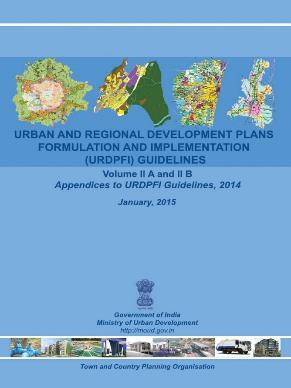 URBAN AND REGIONAL DEVELOPMENT PLANS
FORMULATION AND IMPLEMENTATION
(URDPFI) GUIDELINES
Volume II A and II B
Appendices to URDPFI Guidelines, 2014
January, 2015
Government of India
Ministry of Urban Development
http://moud.gov.in
Town and Country Planning Organisation